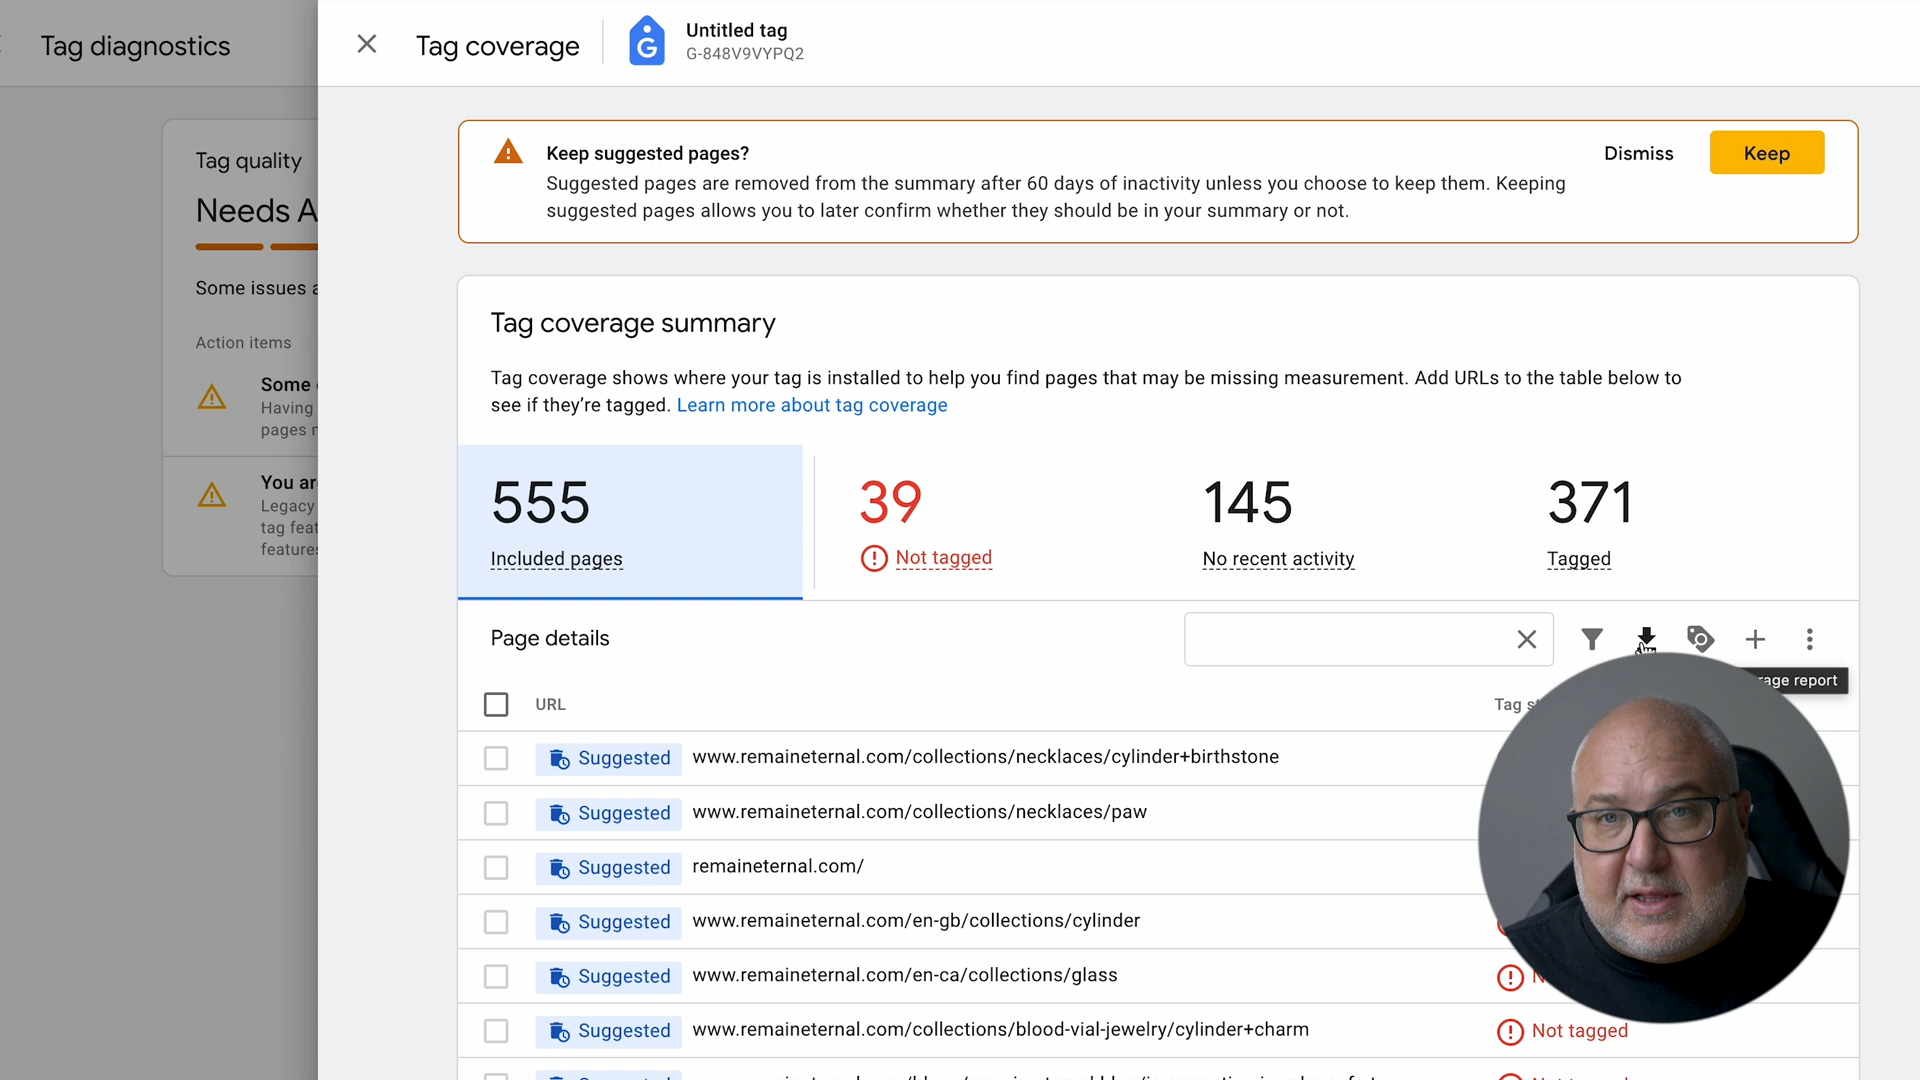 Tag diagnostics
Tag coverage
Untitled tag
G-848V9VYPQ2
Tag quality
Needs A
Some issues a
Action items
Some
Having
pages
You ar
Legacy
tag feat
features
Keep suggested pages?
Suggested pages are removed from the summary after 60 days of inactivity unless you choose to keep them. Keeping
suggested pages allows you to later confirm whether they should be in your summary or not.
Dismiss
Keep
Tag coverage summary
Tag coverage shows where your tag is installed to help you find pages that may be missing measurement. Add URLs to the table below to
see if they're tagged. Learn more about tag coverage
555
Included pages
39
Not tagged
145
No recent activity
371
Tagged
Page details
report
URL
Tag
Suggested www.remaineternal.com/collections/necklaces/cylinder+birthstone
Suggested www.remaineternal.com/collections/necklaces/paw
Suggested remaineternal.com/
Suggested www.remaineternal.com/en-gb/collections/cylinder
Suggested www.remaineternal.com/en-ca/collections/glass
Suggested www.remaineternal.com/collections/blood-vial-jewelry/cylinder+charm Not tagged